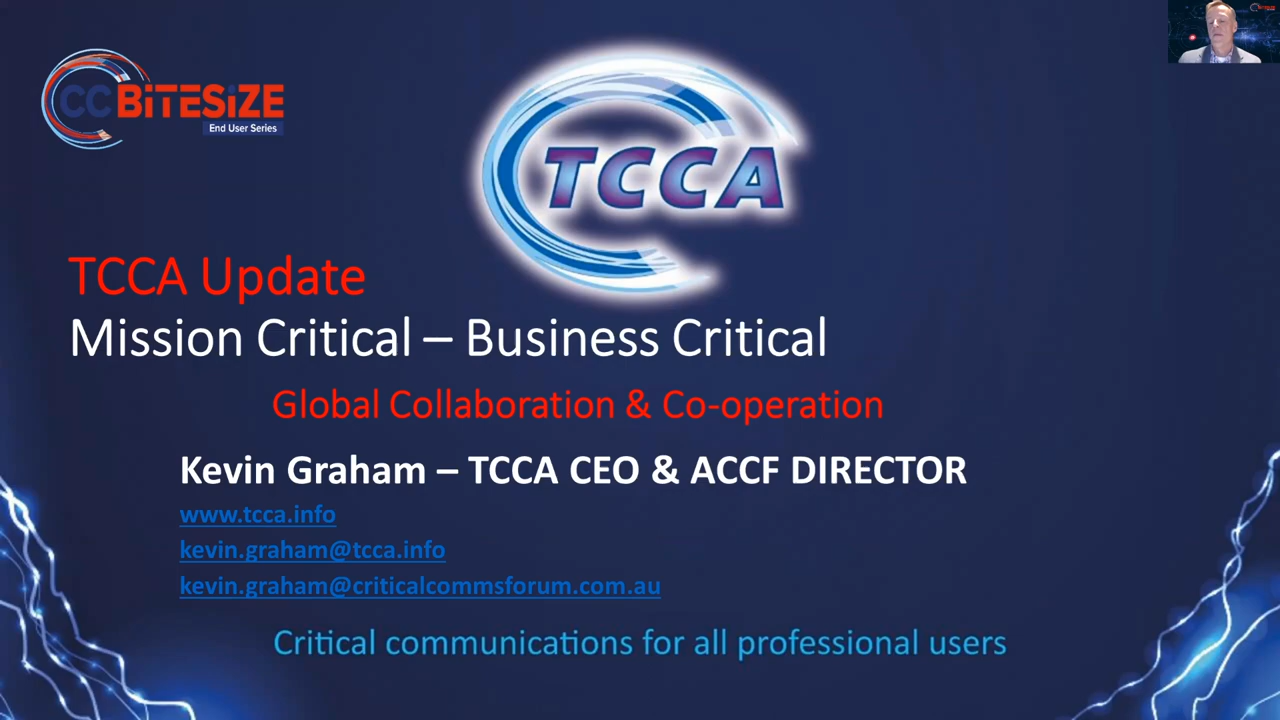 CCBiTESiZE
End User Series
TCCA
TCCA Update
Mission Critical – Business Critical
Global Collaboration & Co-operation
Kevin Graham – TCCA CEO & ACCF DIRECTOR
www.tcca.info
kevin.graham@tcca.info
kevin.graham@criticalcommsforum.com.au
Critical communications for all professional users